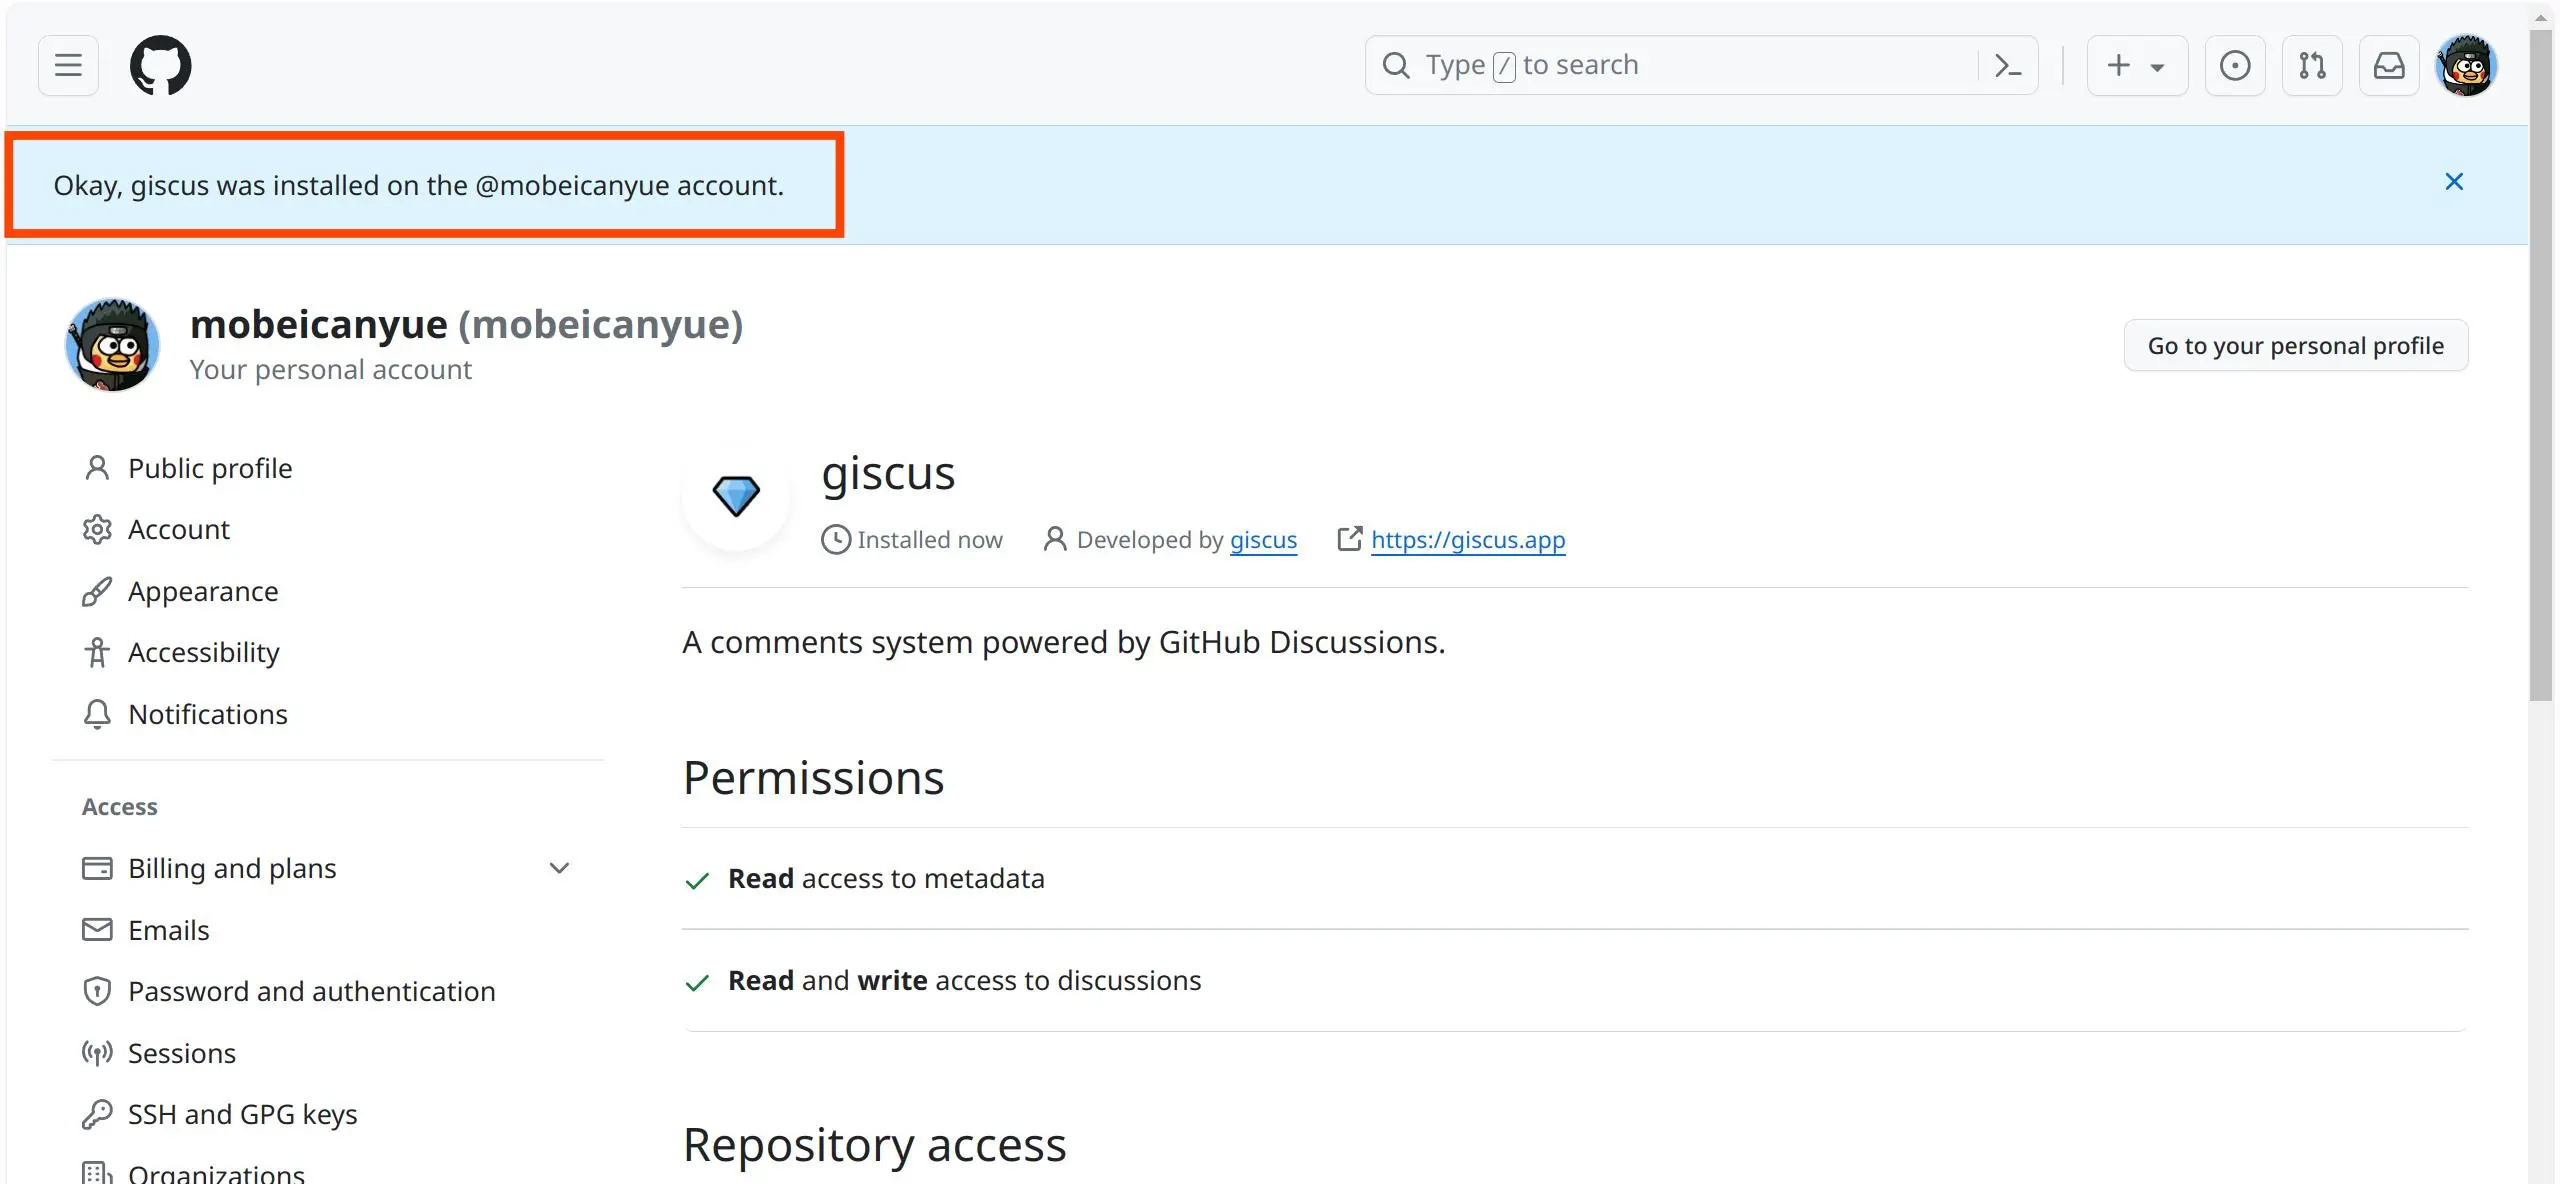 Type / to search
Okay, giscus was installed on the @mobeicanyue account.
mobeicanyue (mobeicanyue)
Your personal account
Go to your personal profile
Public profile
Account
Appearance
Accessibility
Notifications
Access
Billing and plans
Emails
Password and authentication
Sessions
SSH and GPG keys
Organizations
giscus
Installed now Developed by giscus https://giscus.app
A comments system powered by GitHub Discussions.
Permissions
Read access to metadata
Read and write access to discussions
Repository access